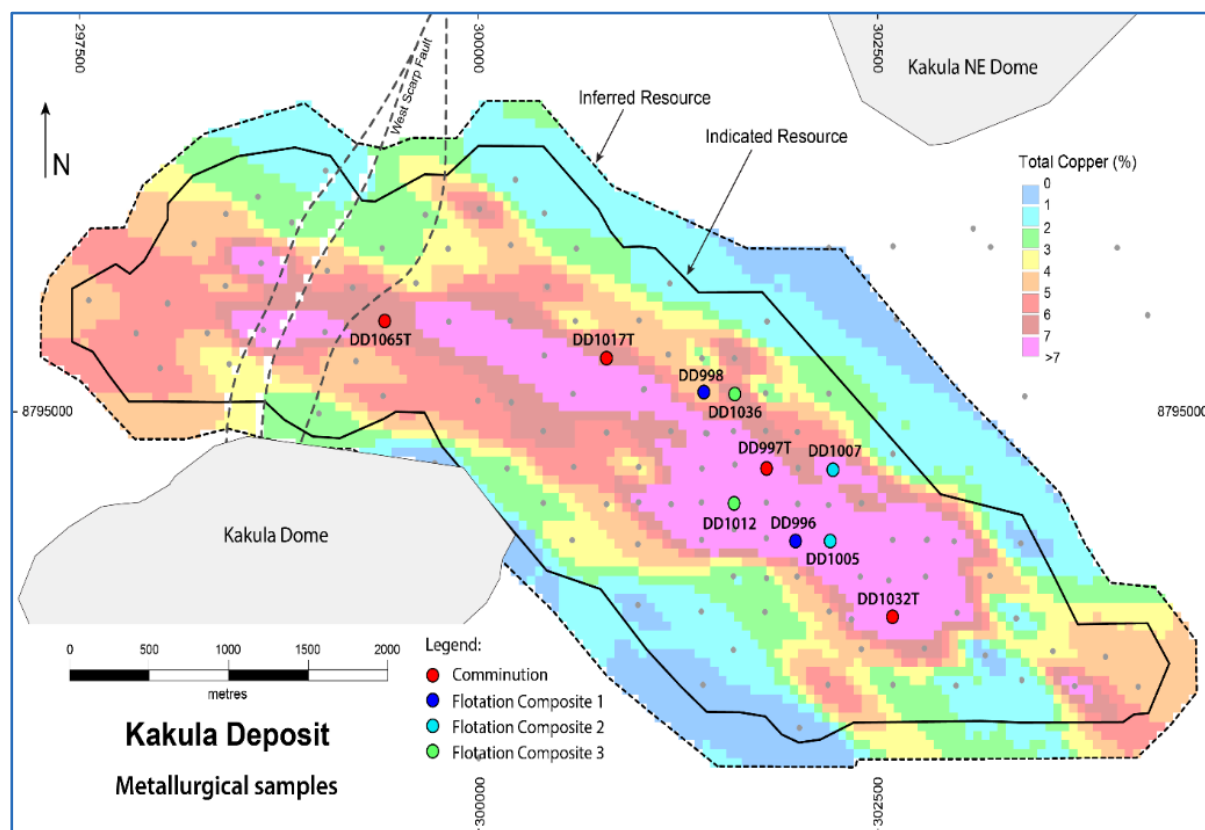 297500
300000
302500
Kakula NE Dome
West Scarp Fault
Inferred Resource
Indicated Resource
N
Total Copper (%)
0
1
2
3
4
5
6
7
>7
DD1065T
DD1017T
DD998
DD1036
8795000
8795000
DD997T
DD1007
DD1012
DD996
DD1005
Kakula Dome
DD1032T
0 500 1000 1500 2000
metres
Legend:
Comminution
Flotation Composite 1
Flotation Composite 2
Flotation Composite 3
Kakula Deposit
Metallurgical samples
300000
302500